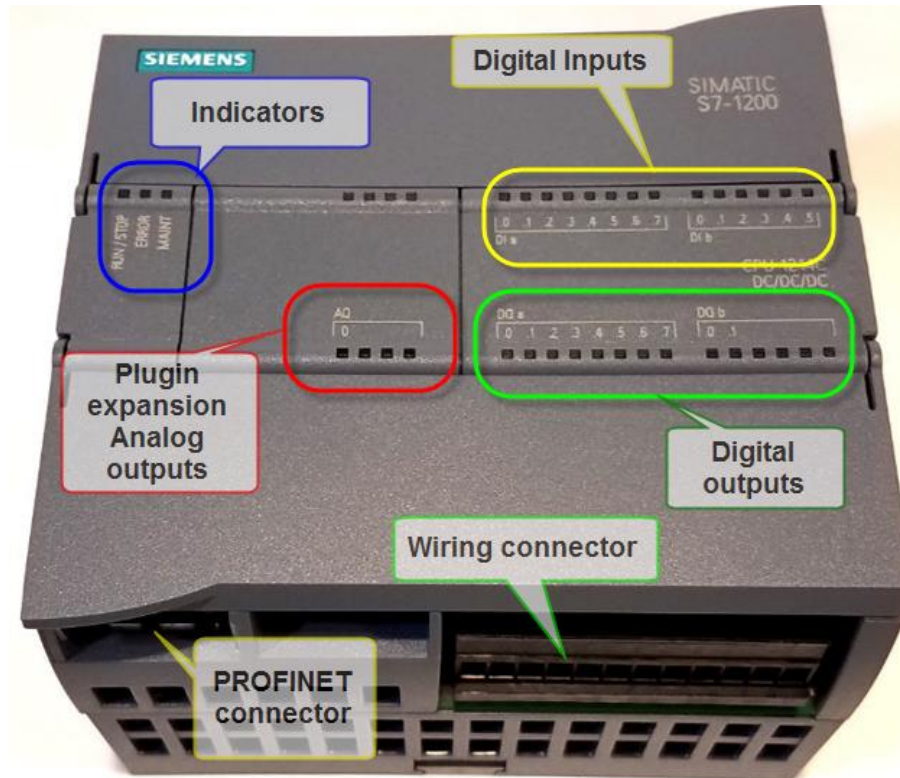 SIEMENS
Digital Inputs
SIMATIC
S7-1200
Indicators
RUN / STOP
ERROR
MAINT
.0 .1 .2 .3 .4 .5 .6 .7
DI a
.0 .1 .2 .3 .4 .5
DI b
CPU 1214C
DC/DC/DC
AQ
0
DQ a
.0 .1 .2 .3 .4 .5 .6 .7
DQ b
.0 .1
Plugin
expansion
Analog
outputs
Digital
outputs
Wiring connector
PROFINET
connector